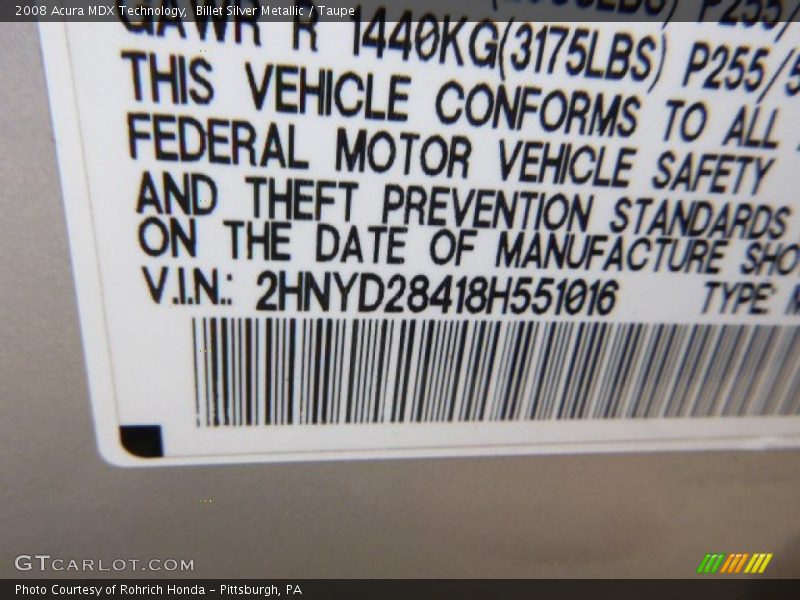 2008 Acura MDX Technology, Billet Silver Metallic / Taupe
GAWR R 1440KG(3175LBS) P255/5
THIS VEHICLE CONFORMS TO ALL
FEDERAL MOTOR VEHICLE SAFETY
AND THEFT PREVENTION STANDARDS
ON THE DATE OF MANUFACTURE SHO
V.I.N.: 2HNYD28418H551016 TYPE: M
GTCARLOT.COM
Photo Courtesy of Rohrich Honda - Pittsburgh, PA